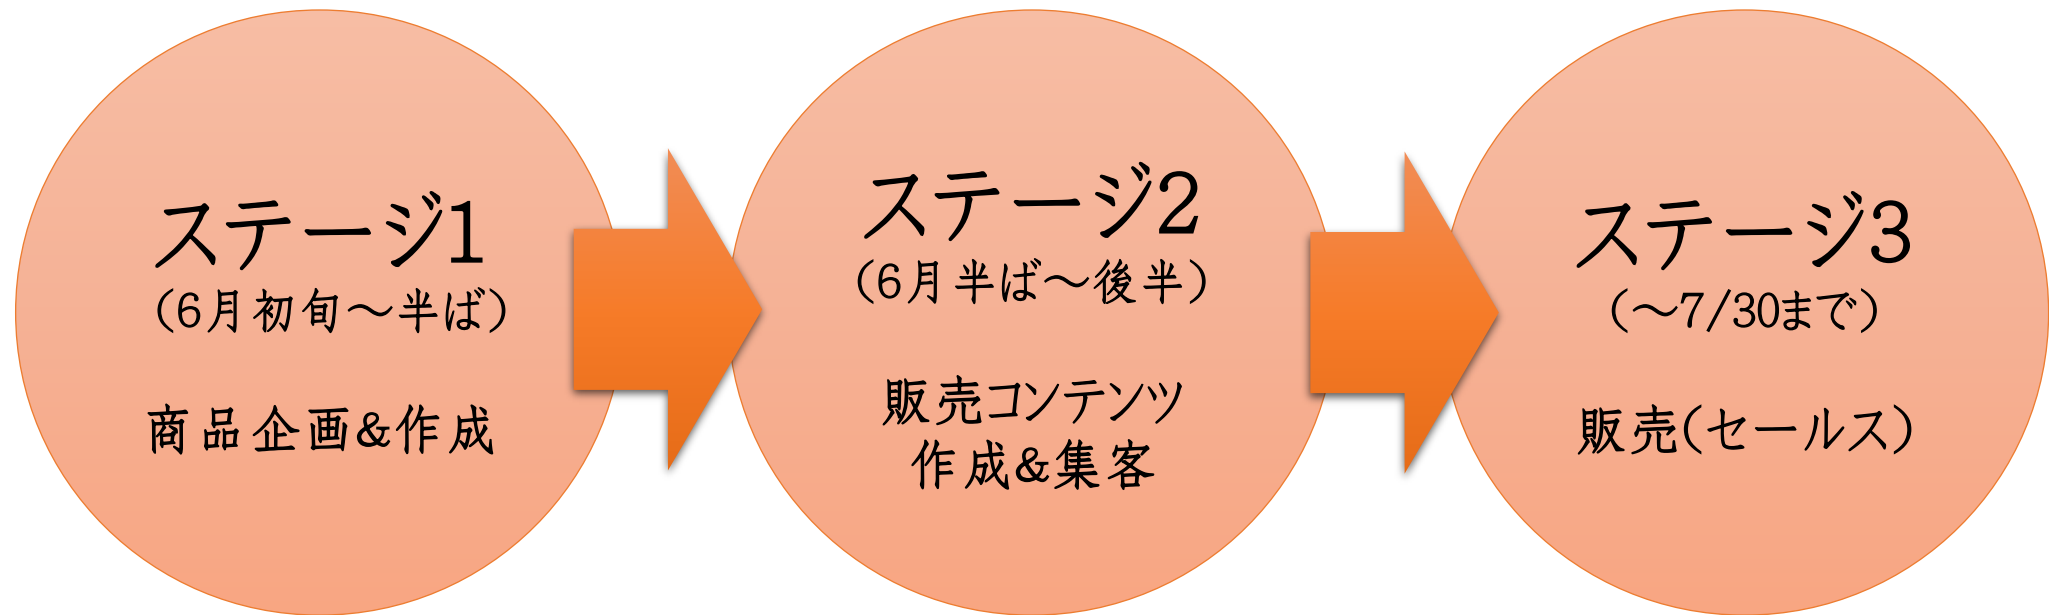 ステージ1
（6月初旬～半ば）
商品企画&作成
ステージ2
（6月半ば～後半）
販売コンテンツ
作成&集客
ステージ3
（～7/30まで）
販売（セールス）